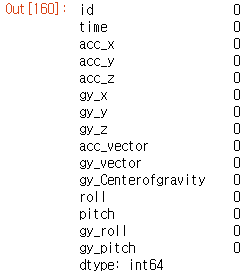 Out[160]: id 0
time 0
acc_x 0
acc_y 0
acc_z 0
gy_x 0
gy_y 0
gy_z 0
acc_vector 0
gy_vector 0
gy_Centerofgravity 0
roll 0
pitch 0
gy_roll 0
gy_pitch 0
dtype: int64